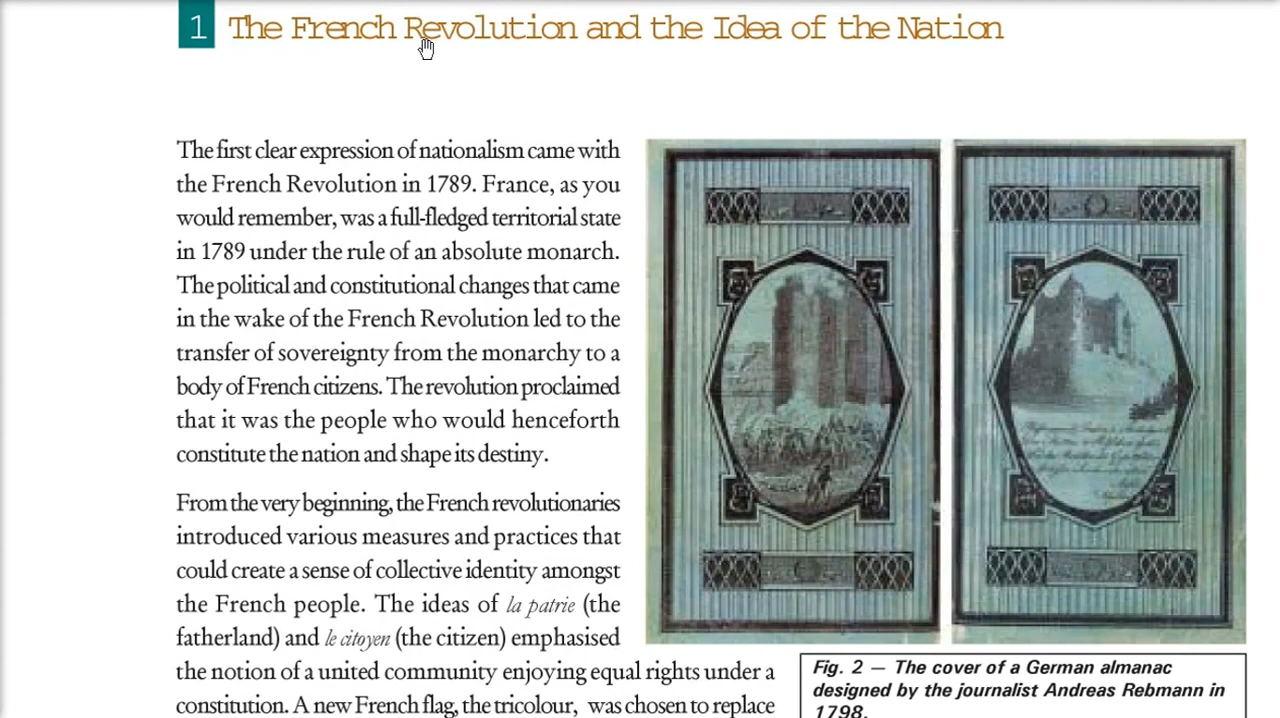 1 The French Revolution and the Idea of the Nation
The first clear expression of nationalism came with
the French Revolution in 1789. France, as you
would remember, was a full-fledged territorial state
in 1789 under the rule of an absolute monarch.
The political and constitutional changes that came
in the wake of the French Revolution led to the
transfer of sovereignty from the monarchy to a
body of French citizens. The revolution proclaimed
that it was the people who would henceforth
constitute the nation and shape its destiny.
From the very beginning, the French revolutionaries
introduced various measures and practices that
could create a sense of collective identity amongst
the French people. The ideas of la patrie (the
fatherland) and le citoyen (the citizen) emphasised
the notion of a united community enjoying equal rights under a
constitution. A new French flag, the tricolour, was chosen to replace
Fig. 2 — The cover of a German almanac
designed by the journalist Andreas Rebmann in
1798.